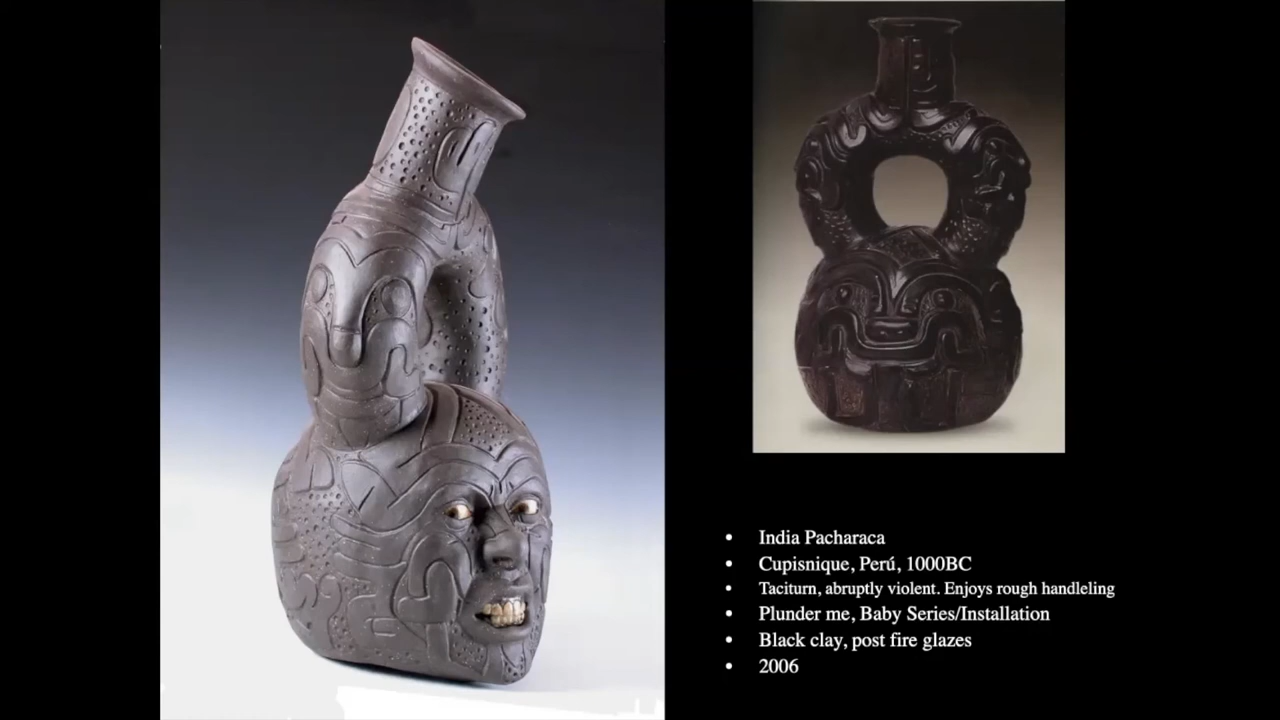 • India Pacharaca
• Cupisnique, Perú, 1000BC
• Taciturn, abruptly violent. Enjoys rough handleling
• Plunder me, Baby Series/Installation
• Black clay, post fire glazes
• 2006